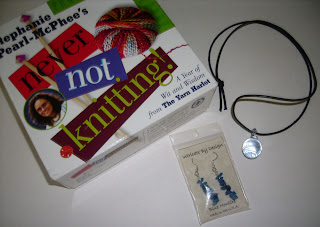 Stephanie
Pearl-McPhee's
never
not
knitting!
A Year of
Wit and Wisdom
from The Yarn Harlot